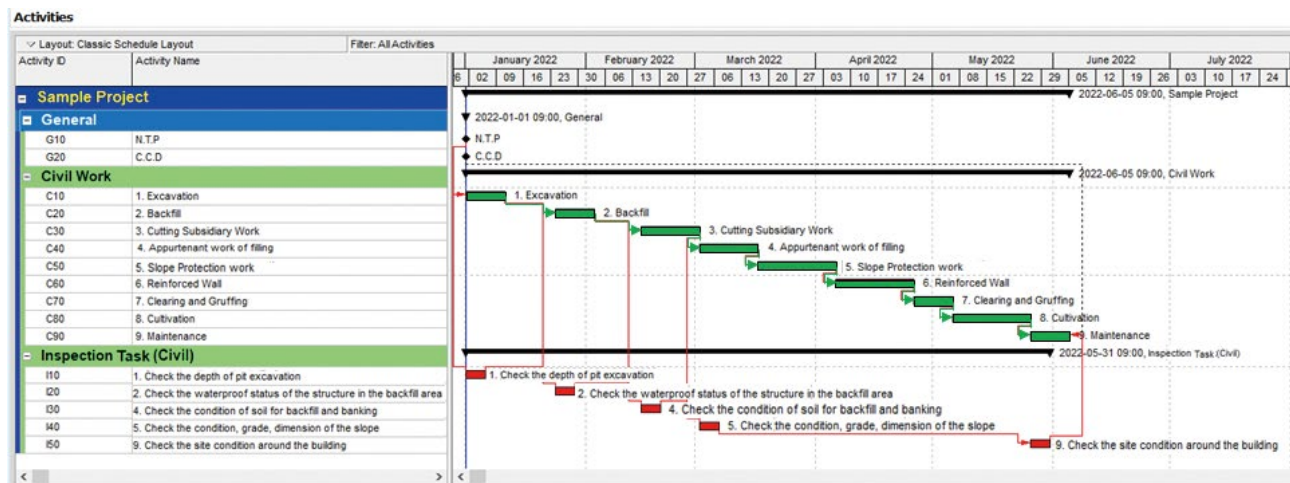 Activities
Layout: Classic Schedule Layout Filter: All Activities
Activity ID Activity Name
January 2022 February 2022 March 2022 April 2022 May 2022 June 2022 July 2022
6 02 09 16 23 30 06 13 20 27 06 13 20 27 03 10 17 24 01 08 15 22 29 05 12 19 26 03 10 17 24
Sample Project 2022-06-05 09:00, Sample Project
General 2022-01-01 09:00, General
G10 N.T.P N.T.P
G20 C.C.D C.C.D
Civil Work 2022-06-05 09:00, Civil Work
C10 1. Excavation 1. Excavation
C20 2. Backfill 2. Backfill
C30 3. Cutting Subsidiary Work 3. Cutting Subsidiary Work
C40 4. Appurtenant work of filling 4. Appurtenant work of filling
C50 5. Slope Protection work 5. Slope Protection work
C60 6. Reinforced Wall 6. Reinforced Wall
C70 7. Clearing and Gruffing 7. Clearing and Gruffing
C80 8. Cultivation 8. Cultivation
C90 9. Maintenance 9. Maintenance
Inspection Task (Civil) 2022-05-31 09:00, Inspection Task (Civil)
I10 1. Check the depth of pit excavation 1. Check the depth of pit excavation
I20 2. Check the waterproof status of the structure in the backfill area 2. Check the waterproof status of the structure in the backfill area
I30 4. Check the condition of soil for backfill and banking 4. Check the condition of soil for backfill and banking
I40 5. Check the condition, grade, dimension of the slope 5. Check the condition, grade, dimension of the slope
I50 9. Check the site condition around the building 9. Check the site condition around the building